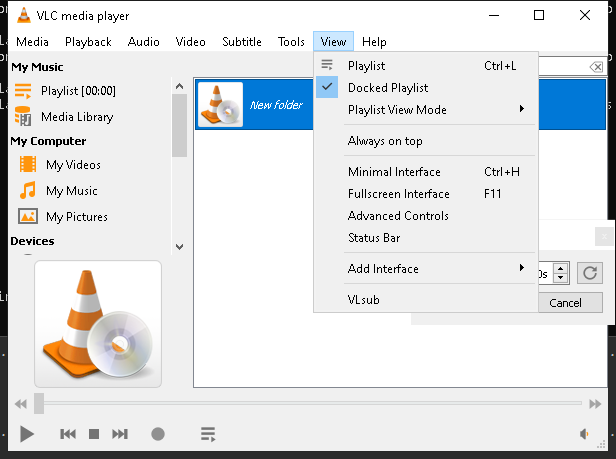 VLC media player
Media Playback Audio Video Subtitle Tools View Help
My Music
Playlist [00:00]
Media Library
My Computer
My Videos
My Music
My Pictures
Devices
New folder
Playlist Ctrl+L
Docked Playlist
Playlist View Mode
Always on top
Minimal Interface Ctrl+H
Fullscreen Interface F11
Advanced Controls
Status Bar
Add Interface
VLsub
0s
Cancel